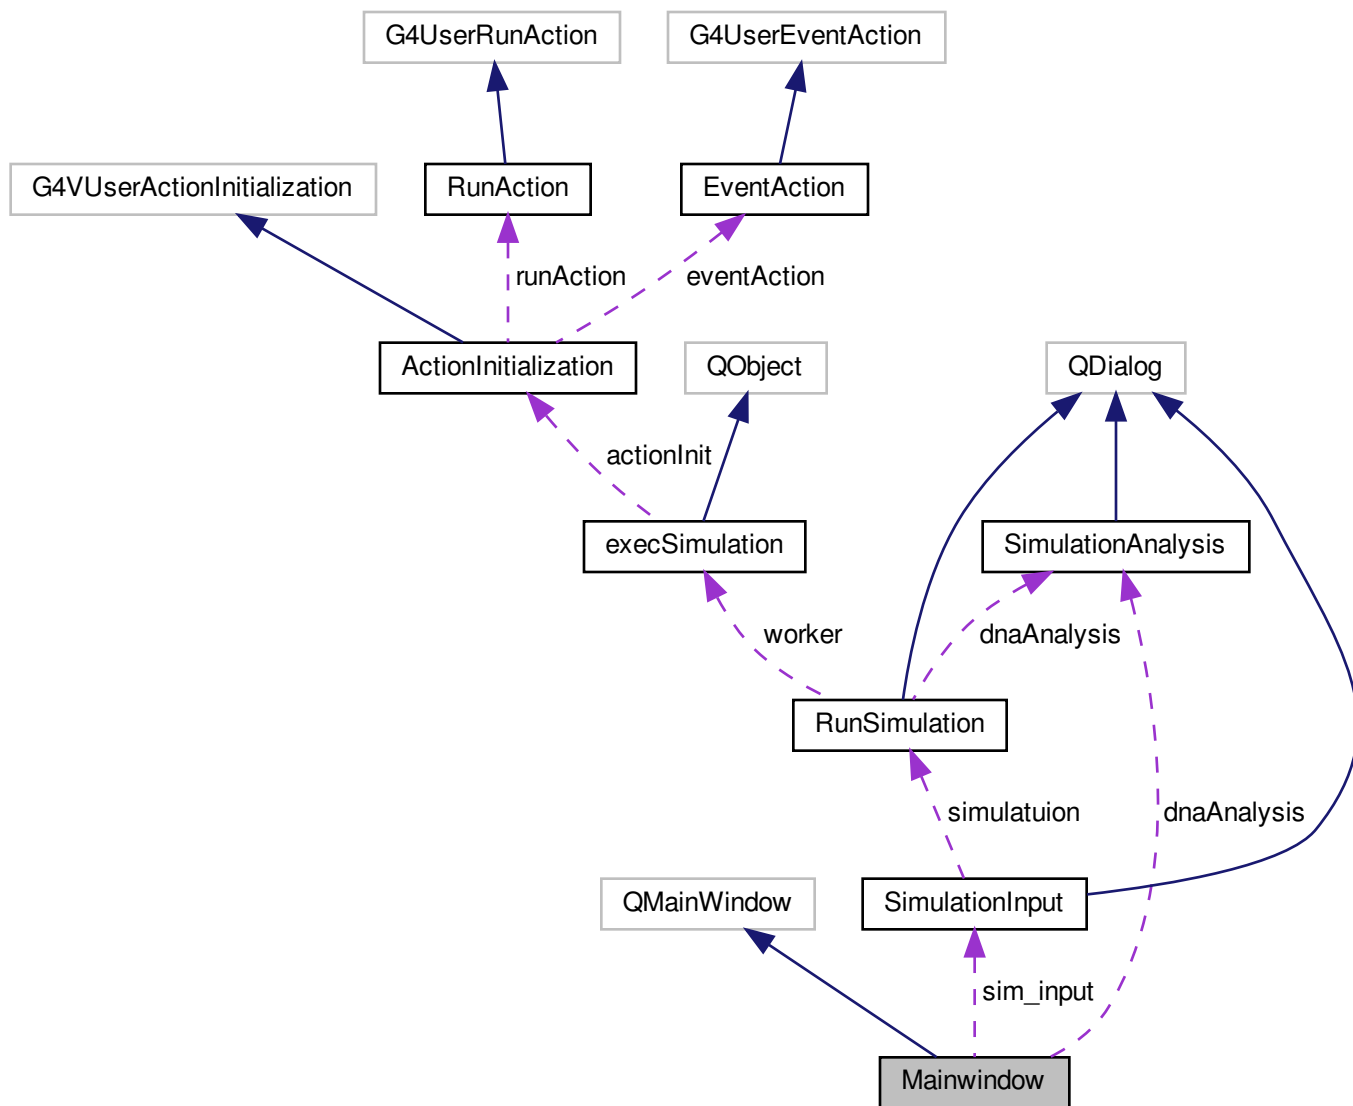 G4UserRunAction
G4UserEventAction
G4VUserActionInitialization
RunAction
EventAction
runAction
eventAction
ActionInitialization
QObject
QDialog
actionInit
execSimulation
SimulationAnalysis
worker
dnaAnalysis
RunSimulation
simulatuion
dnaAnalysis
QMainWindow
SimulationInput
sim_input
Mainwindow